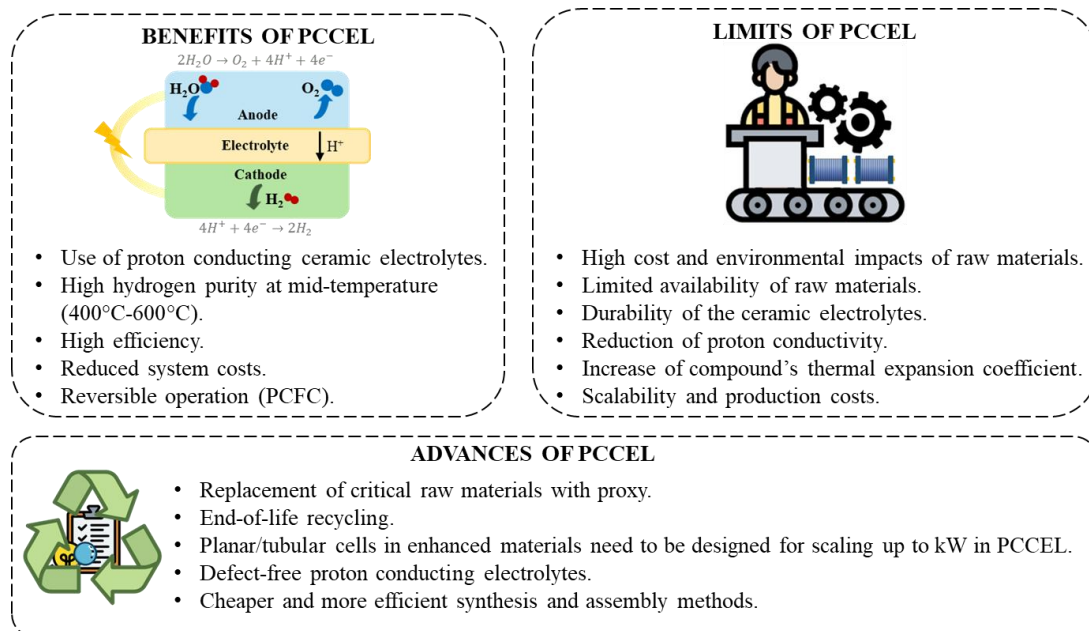 BENEFITS OF PCCEL
2H₂O → O₂ + 4H⁺ + 4e⁻
H₂O
O₂
Anode
Electrolyte
H⁺
Cathode
H₂
4H⁺ + 4e⁻ → 2H₂
• Use of proton conducting ceramic electrolytes.
• High hydrogen purity at mid-temperature
(400°C-600°C).
• High efficiency.
• Reduced system costs.
• Reversible operation (PCFC).
LIMITS OF PCCEL
• High cost and environmental impacts of raw materials.
• Limited availability of raw materials.
• Durability of the ceramic electrolytes.
• Reduction of proton conductivity.
• Increase of compound's thermal expansion coefficient.
• Scalability and production costs.
ADVANCES OF PCCEL
• Replacement of critical raw materials with proxy.
• End-of-life recycling.
• Planar/tubular cells in enhanced materials need to be designed for scaling up to kW in PCCEL.
• Defect-free proton conducting electrolytes.
• Cheaper and more efficient synthesis and assembly methods.